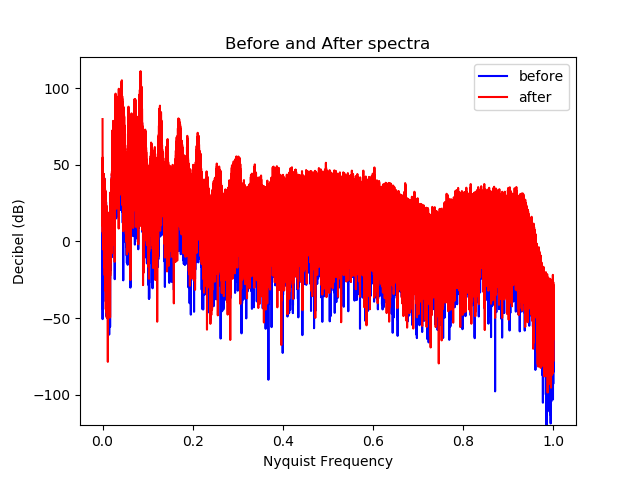 Before and After spectra
before
after
100
50
0
−50
−100
Decibel (dB)
0.0 0.2 0.4 0.6 0.8 1.0
Nyquist Frequency